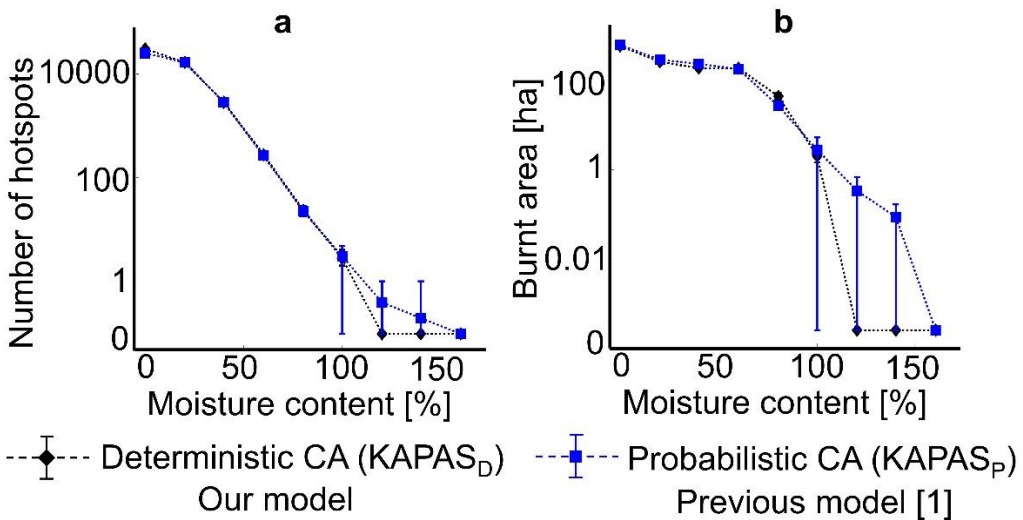 a
Number of hotspots
10000
100
1
0
0 50 100 150
Moisture content [%]
b
Burnt area [ha]
100
1
0.01
0
0 50 100 150
Moisture content [%]
Deterministic CA (KAPAS_D)
Our model
Probabilistic CA (KAPAS_P)
Previous model [1]